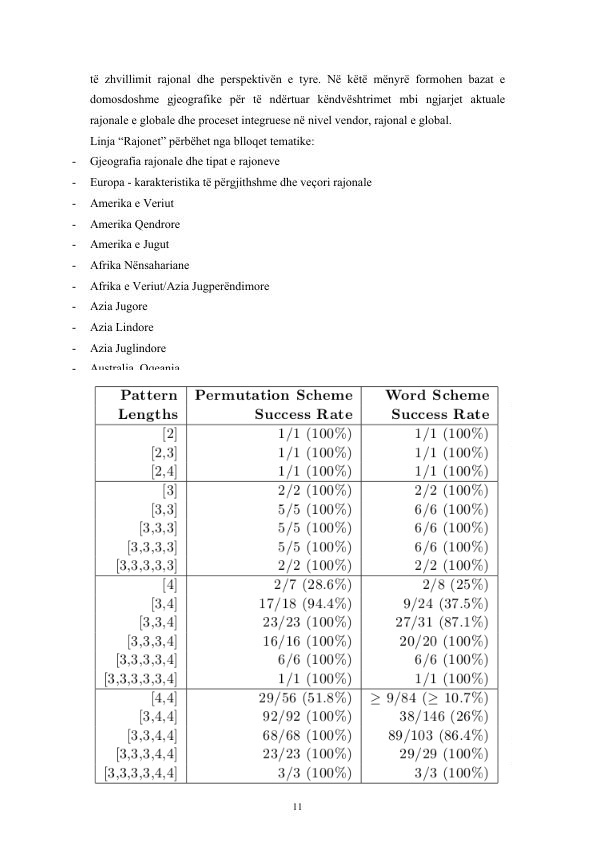 të zhvillimit rajonal dhe perspektivën e tyre. Në këtë mënyrë formohen bazat e
domosdoshme gjeografike për të ndërtuar këndvështrimet mbi ngjarjet aktuale
rajonale e globale dhe proceset integruese në nivel vendor, rajonal e global.
Linja “Rajonet” përbëhet nga blloqet tematike:
- Gjeografia rajonale dhe tipat e rajoneve
- Europa - karakteristika të përgjithshme dhe veçori rajonale
- Amerika e Veriut
- Amerika Qendrore
- Amerika e Jugut
- Afrika Nënsahariane
- Afrika e Veriut/Azia Jugperëndimore
- Azia Jugore
- Azia Lindore
- Azia Juglindore
- Australia, Oqeania
Pattern Permutation Scheme Word Scheme
Lengths Success Rate Success Rate
[2] 1/1 (100%) 1/1 (100%)
[2,3] 1/1 (100%) 1/1 (100%)
[2,4] 1/1 (100%) 1/1 (100%)
[3] 2/2 (100%) 2/2 (100%)
[3,3] 5/5 (100%) 6/6 (100%)
[3,3,3] 5/5 (100%) 6/6 (100%)
[3,3,3,3] 5/5 (100%) 6/6 (100%)
[3,3,3,3,3] 2/2 (100%) 2/2 (100%)
[4] 2/7 (28.6%) 2/8 (25%)
[3,4] 17/18 (94.4%) 9/24 (37.5%)
[3,3,4] 23/23 (100%) 27/31 (87.1%)
[3,3,3,4] 16/16 (100%) 20/20 (100%)
[3,3,3,3,4] 6/6 (100%) 6/6 (100%)
[3,3,3,3,3,4] 1/1 (100%) 1/1 (100%)
[4,4] 29/56 (51.8%) ≥ 9/84 (≥ 10.7%)
[3,4,4] 92/92 (100%) 38/146 (26%)
[3,3,4,4] 68/68 (100%) 89/103 (86.4%)
[3,3,3,4,4] 23/23 (100%) 29/29 (100%)
[3,3,3,3,4,4] 3/3 (100%) 3/3 (100%)
11